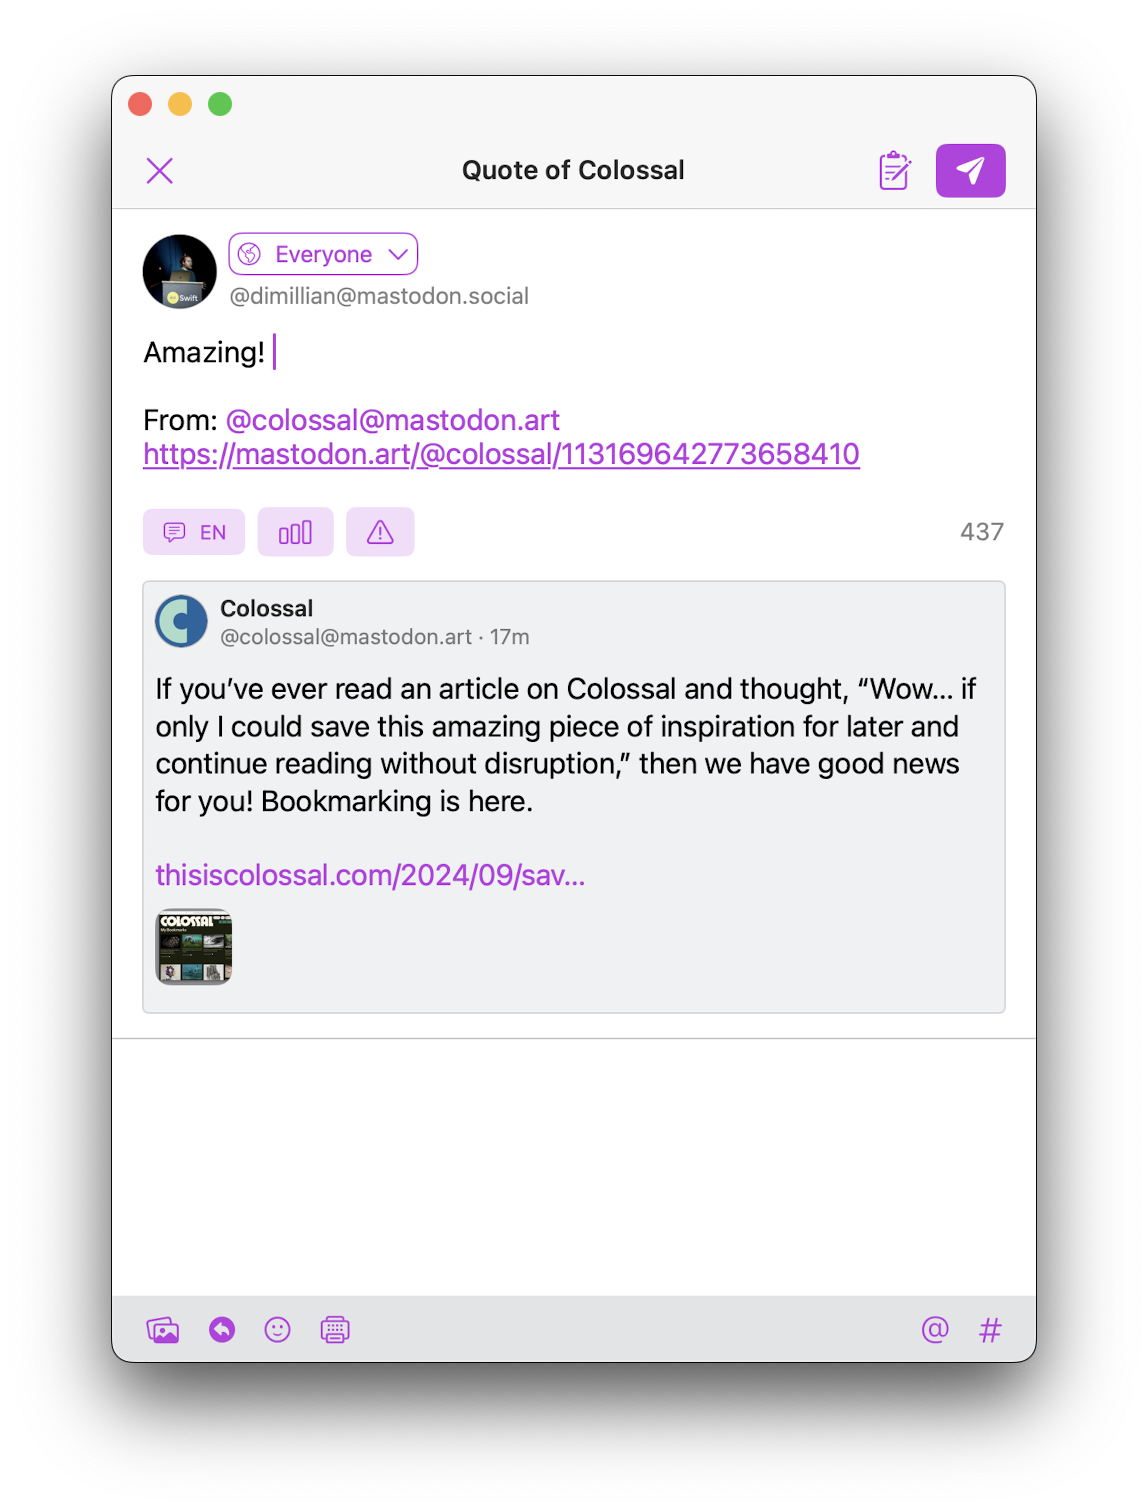 Quote of Colossal
Everyone
@dimillian@mastodon.social
Swift
Amazing!
From: @colossal@mastodon.art
https://mastodon.art/@colossal/113169642773658410
EN
437
Colossal
@colossal@mastodon.art · 17m
If you’ve ever read an article on Colossal and thought, “Wow... if
only I could save this amazing piece of inspiration for later and
continue reading without disruption,” then we have good news
for you! Bookmarking is here.
thisiscolossal.com/2024/09/sav...
COLOSSAL
My Bookmarks